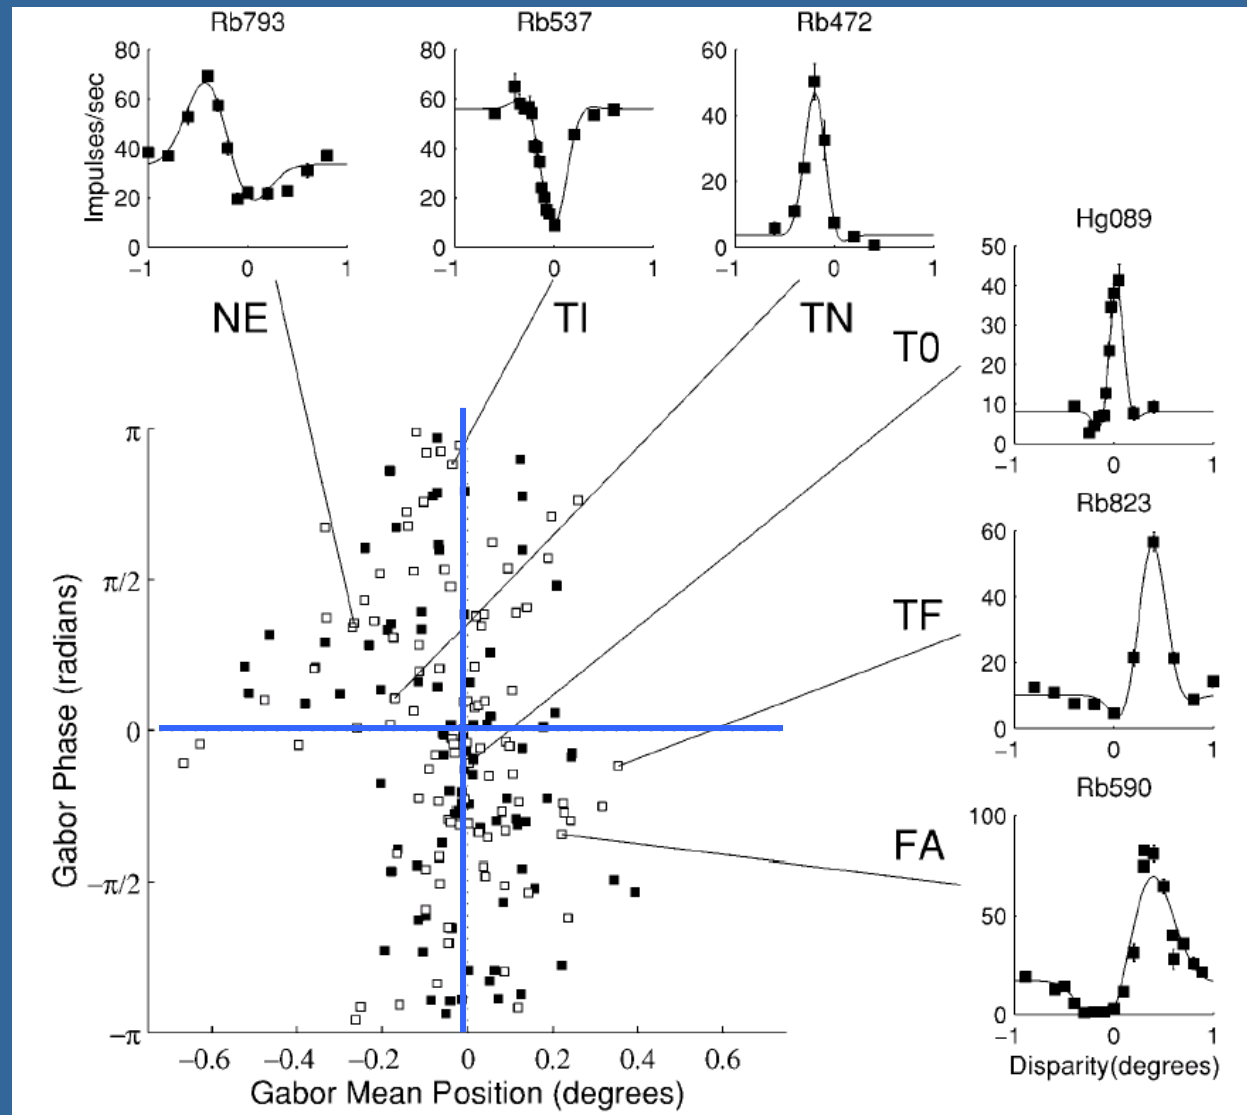 Rb793
Rb537
Rb472
Impulses/sec
80
60
40
20
0
−1
0
1
80
60
40
20
0
−1
0
1
60
40
20
0
−1
0
1
NE
TI
TN
T0
TF
FA
Hg089
50
40
30
20
10
0
−1
0
1
Rb823
60
40
20
0
−1
0
1
Rb590
100
50
0
−1
0
1
Disparity(degrees)
Gabor Phase (radians)
π
π/2
0
−π/2
−π
−0.6
−0.4
−0.2
0
0.2
0.4
0.6
Gabor Mean Position (degrees)